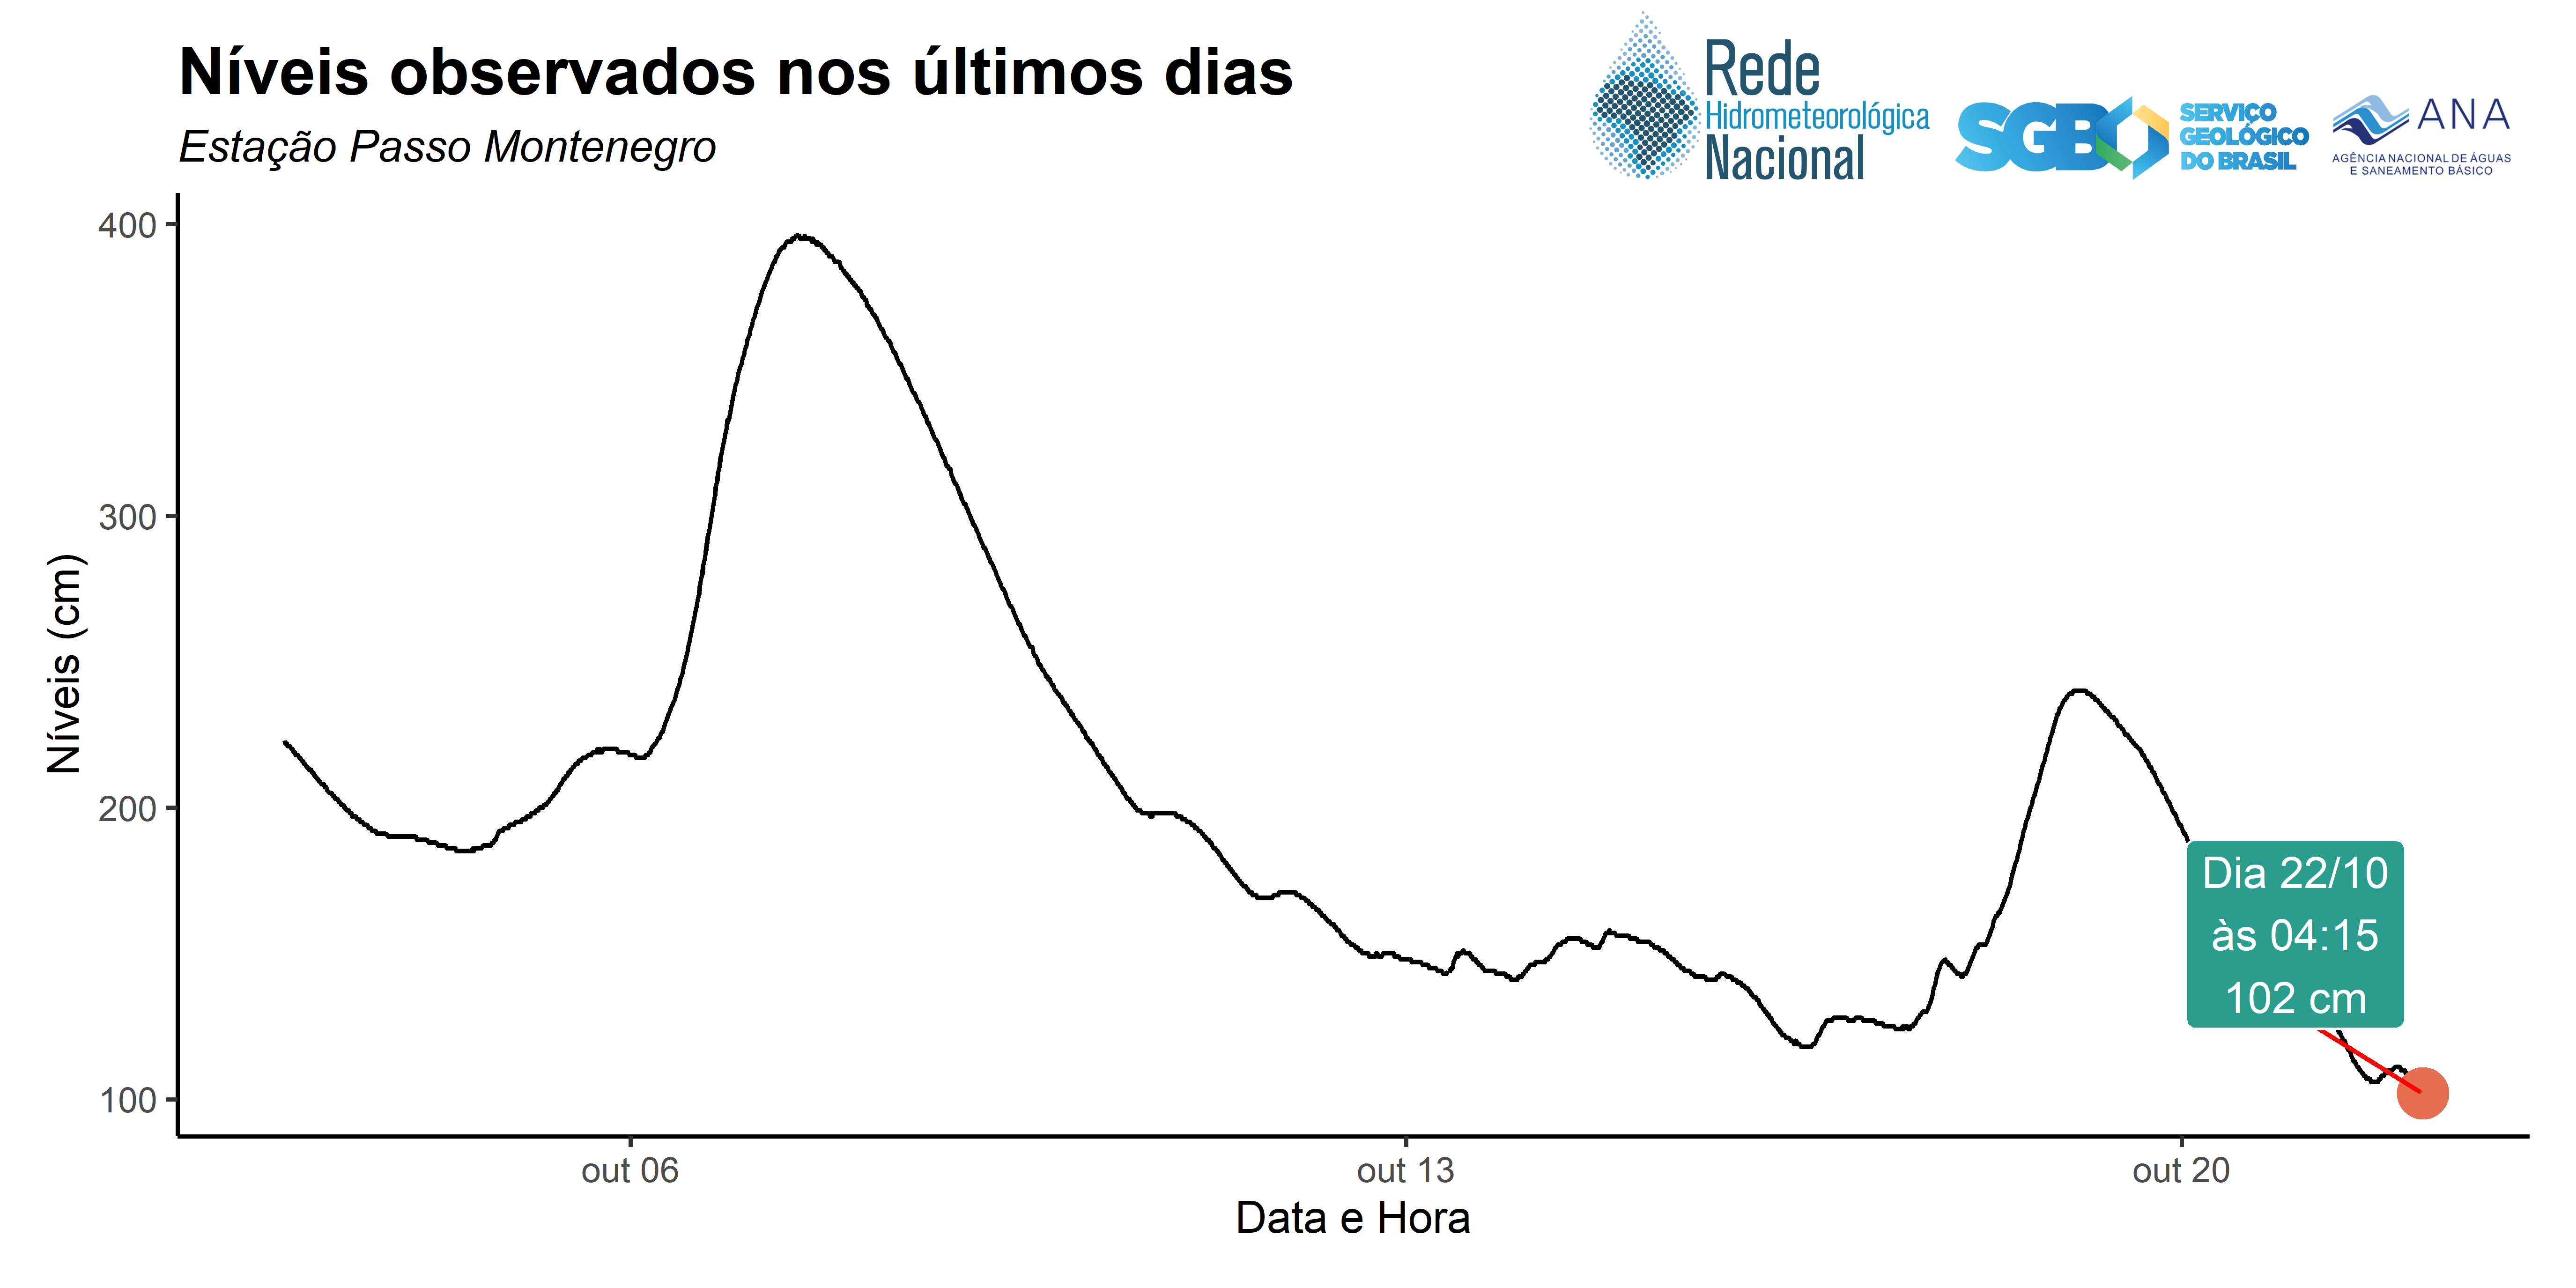 Níveis observados nos últimos dias
Estação Passo Montenegro
Rede
Hidrometeorológica
Nacional
SGB
SERVIÇO
GEOLÓGICO
DO BRASIL
ANA
AGÊNCIA NACIONAL DE ÁGUAS
E SANEAMENTO BÁSICO
Níveis (cm)
400
300
200
100
Dia 22/10
às 04:15
102 cm
out 06
out 13
out 20
Data e Hora